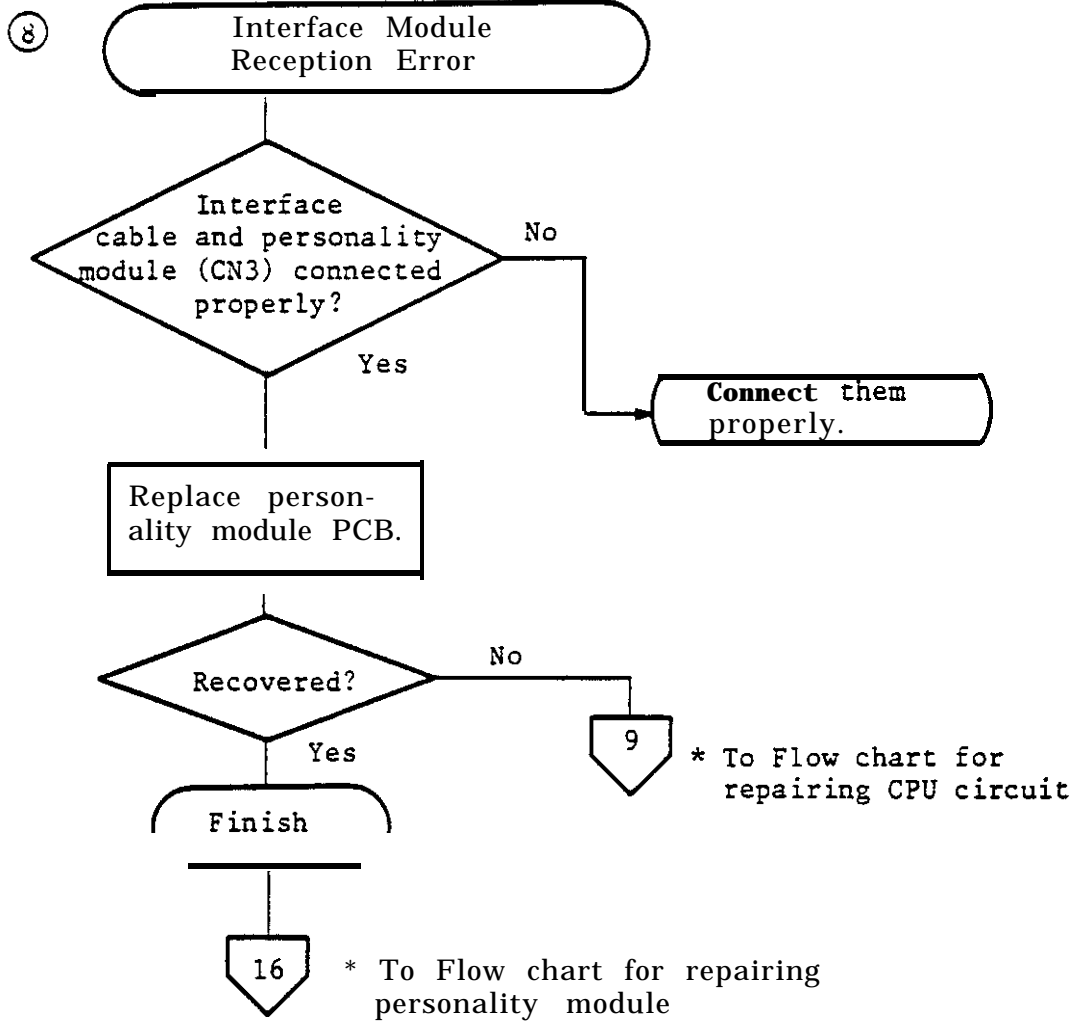 8
Interface Module
Reception Error
Interface
cable and personality
module (CN3) connected
properly?
No
Yes
Connect them
properly.
Replace person-
ality module PCB.
Recovered?
No
Yes
9
* To Flow chart for
repairing CPU circuit
Finish
16
* To Flow chart for repairing
personality module